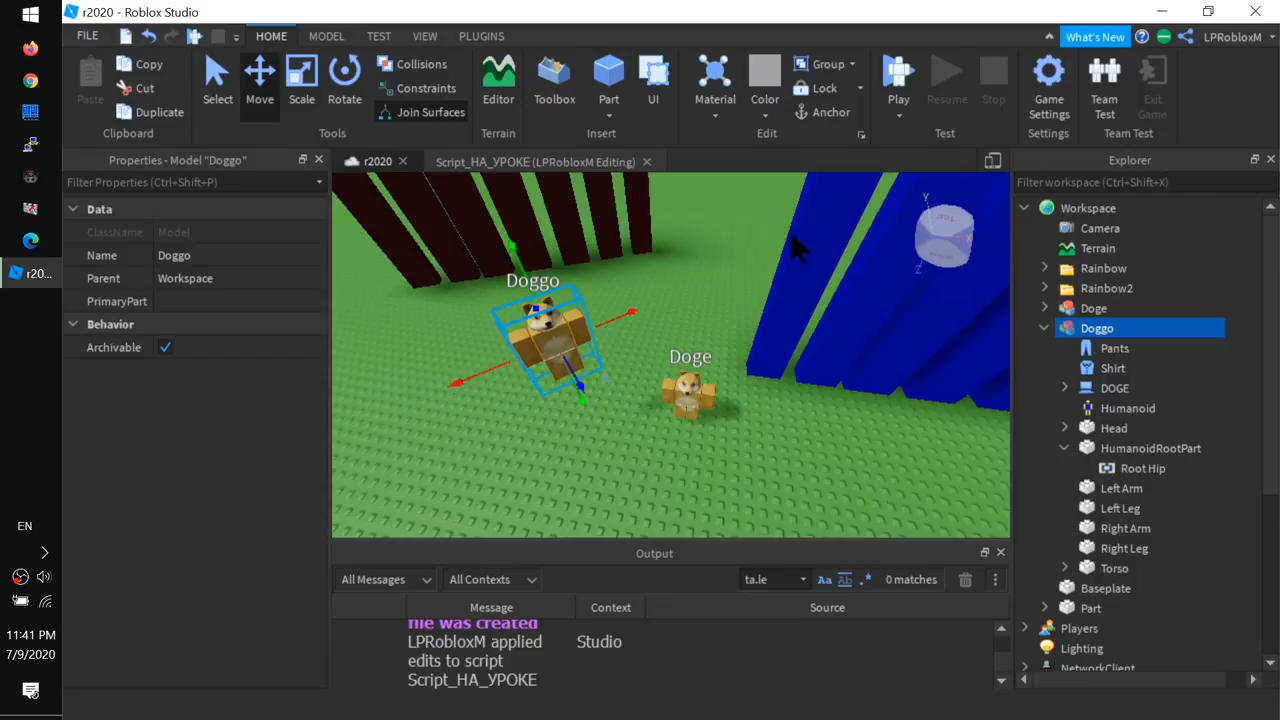 r2020 - Roblox Studio
FILE HOME MODEL TEST VIEW PLUGINS What's New LPRobloxM
Paste Copy Cut Duplicate Select Move Scale Rotate Collisions Constraints Join Surfaces Editor Toolbox Part UI Material Color Group Lock Anchor Play Resume Stop Game Settings Team Test Exit Game
Clipboard Tools Terrain Insert Edit Test Settings Team Test
Properties - Model "Doggo"
Filter Properties (Ctrl+Shift+P)
Data
ClassName Model
Name Doggo
Parent Workspace
PrimaryPart
Behavior
Archivable
r2020 Script_НА_УРОКЕ (LPRobloxM Editing)
Y
Z
Doggo
Doge
Output
All Messages All Contexts ta.le Aa Ab .* 0 matches
Message Context Source
file was created
LPRobloxM applied Studio
edits to script
Script_НА_УРОКЕ
Explorer
Filter workspace (Ctrl+Shift+X)
Workspace
Camera
Terrain
Rainbow
Rainbow2
Doge
Doggo
Pants
Shirt
DOGE
Humanoid
Head
HumanoidRootPart
Root Hip
Left Arm
Left Leg
Right Arm
Right Leg
Torso
Baseplate
Part
Players
Lighting
NetworkClient
r20...
EN
11:41 PM
7/9/2020